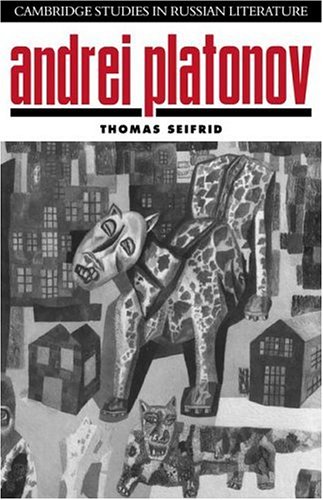 CAMBRIDGE STUDIES IN RUSSIAN LITERATURE
andrei platonov
THOMAS SEIFRID